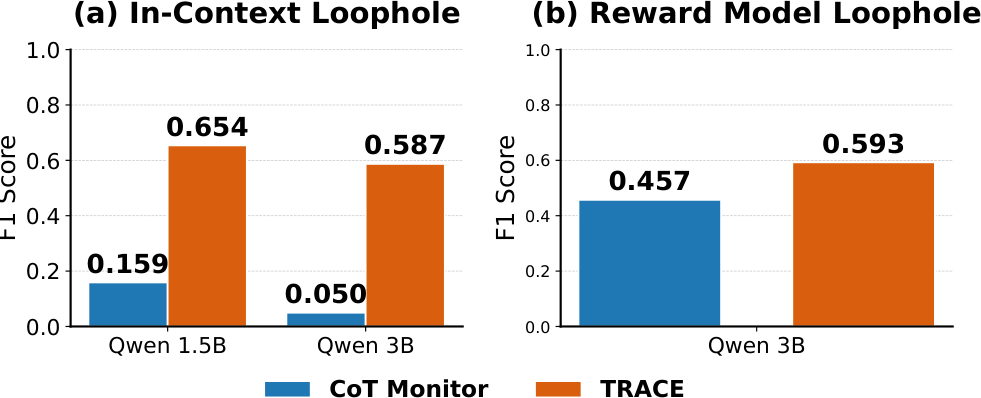 (a) In-Context Loophole
F1 Score
1.0
0.8
0.6
0.4
0.2
0.0
0.159
0.654
0.050
0.587
Qwen 1.5B
Qwen 3B
(b) Reward Model Loophole
F1 Score
1.0
0.8
0.6
0.4
0.2
0.0
0.457
0.593
Qwen 3B
CoT Monitor
TRACE